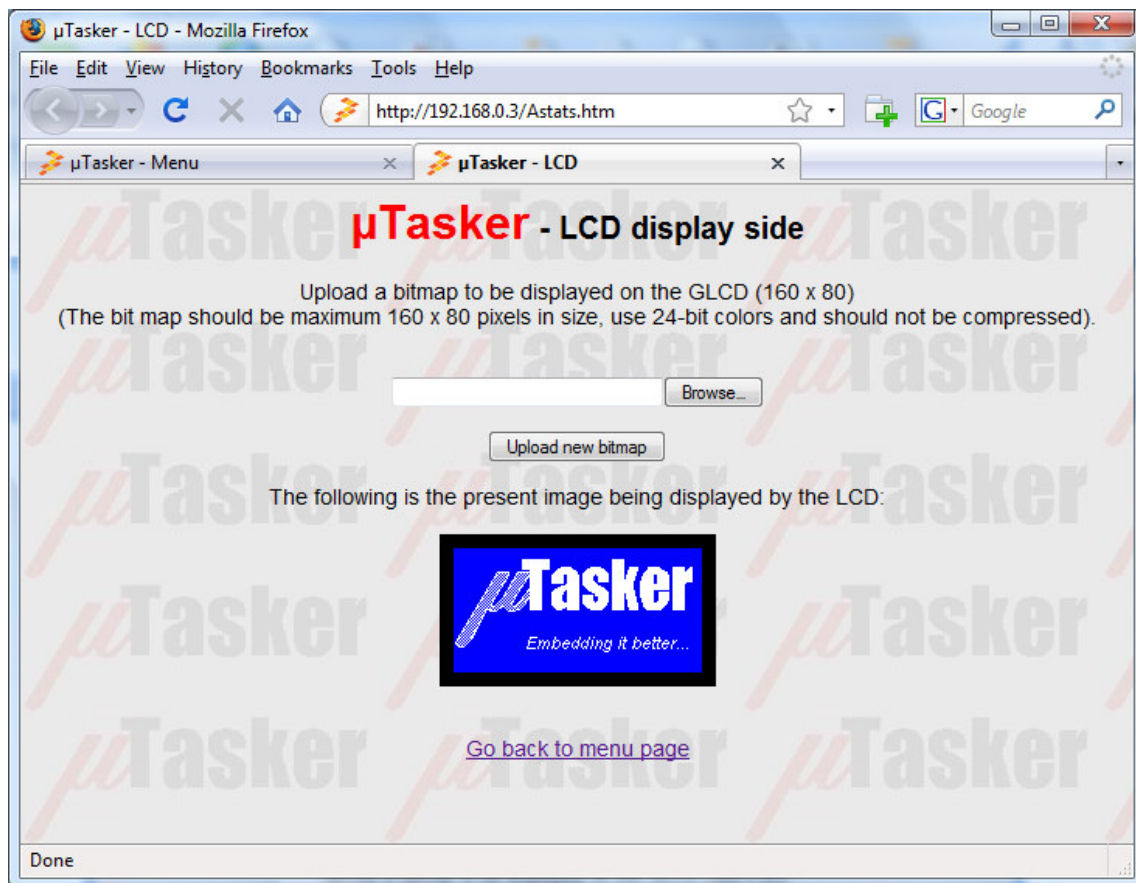 µTasker - LCD - Mozilla Firefox
File Edit View History Bookmarks Tools Help
http://192.168.0.3/Astats.htm
G Google
µTasker - Menu
µTasker - LCD
µTasker - LCD display side
Upload a bitmap to be displayed on the GLCD (160 x 80)
(The bit map should be maximum 160 x 80 pixels in size, use 24-bit colors and should not be compressed).
Browse...
Upload new bitmap
The following is the present image being displayed by the LCD:
µTasker
Embedding it better...
Go back to menu page
Done